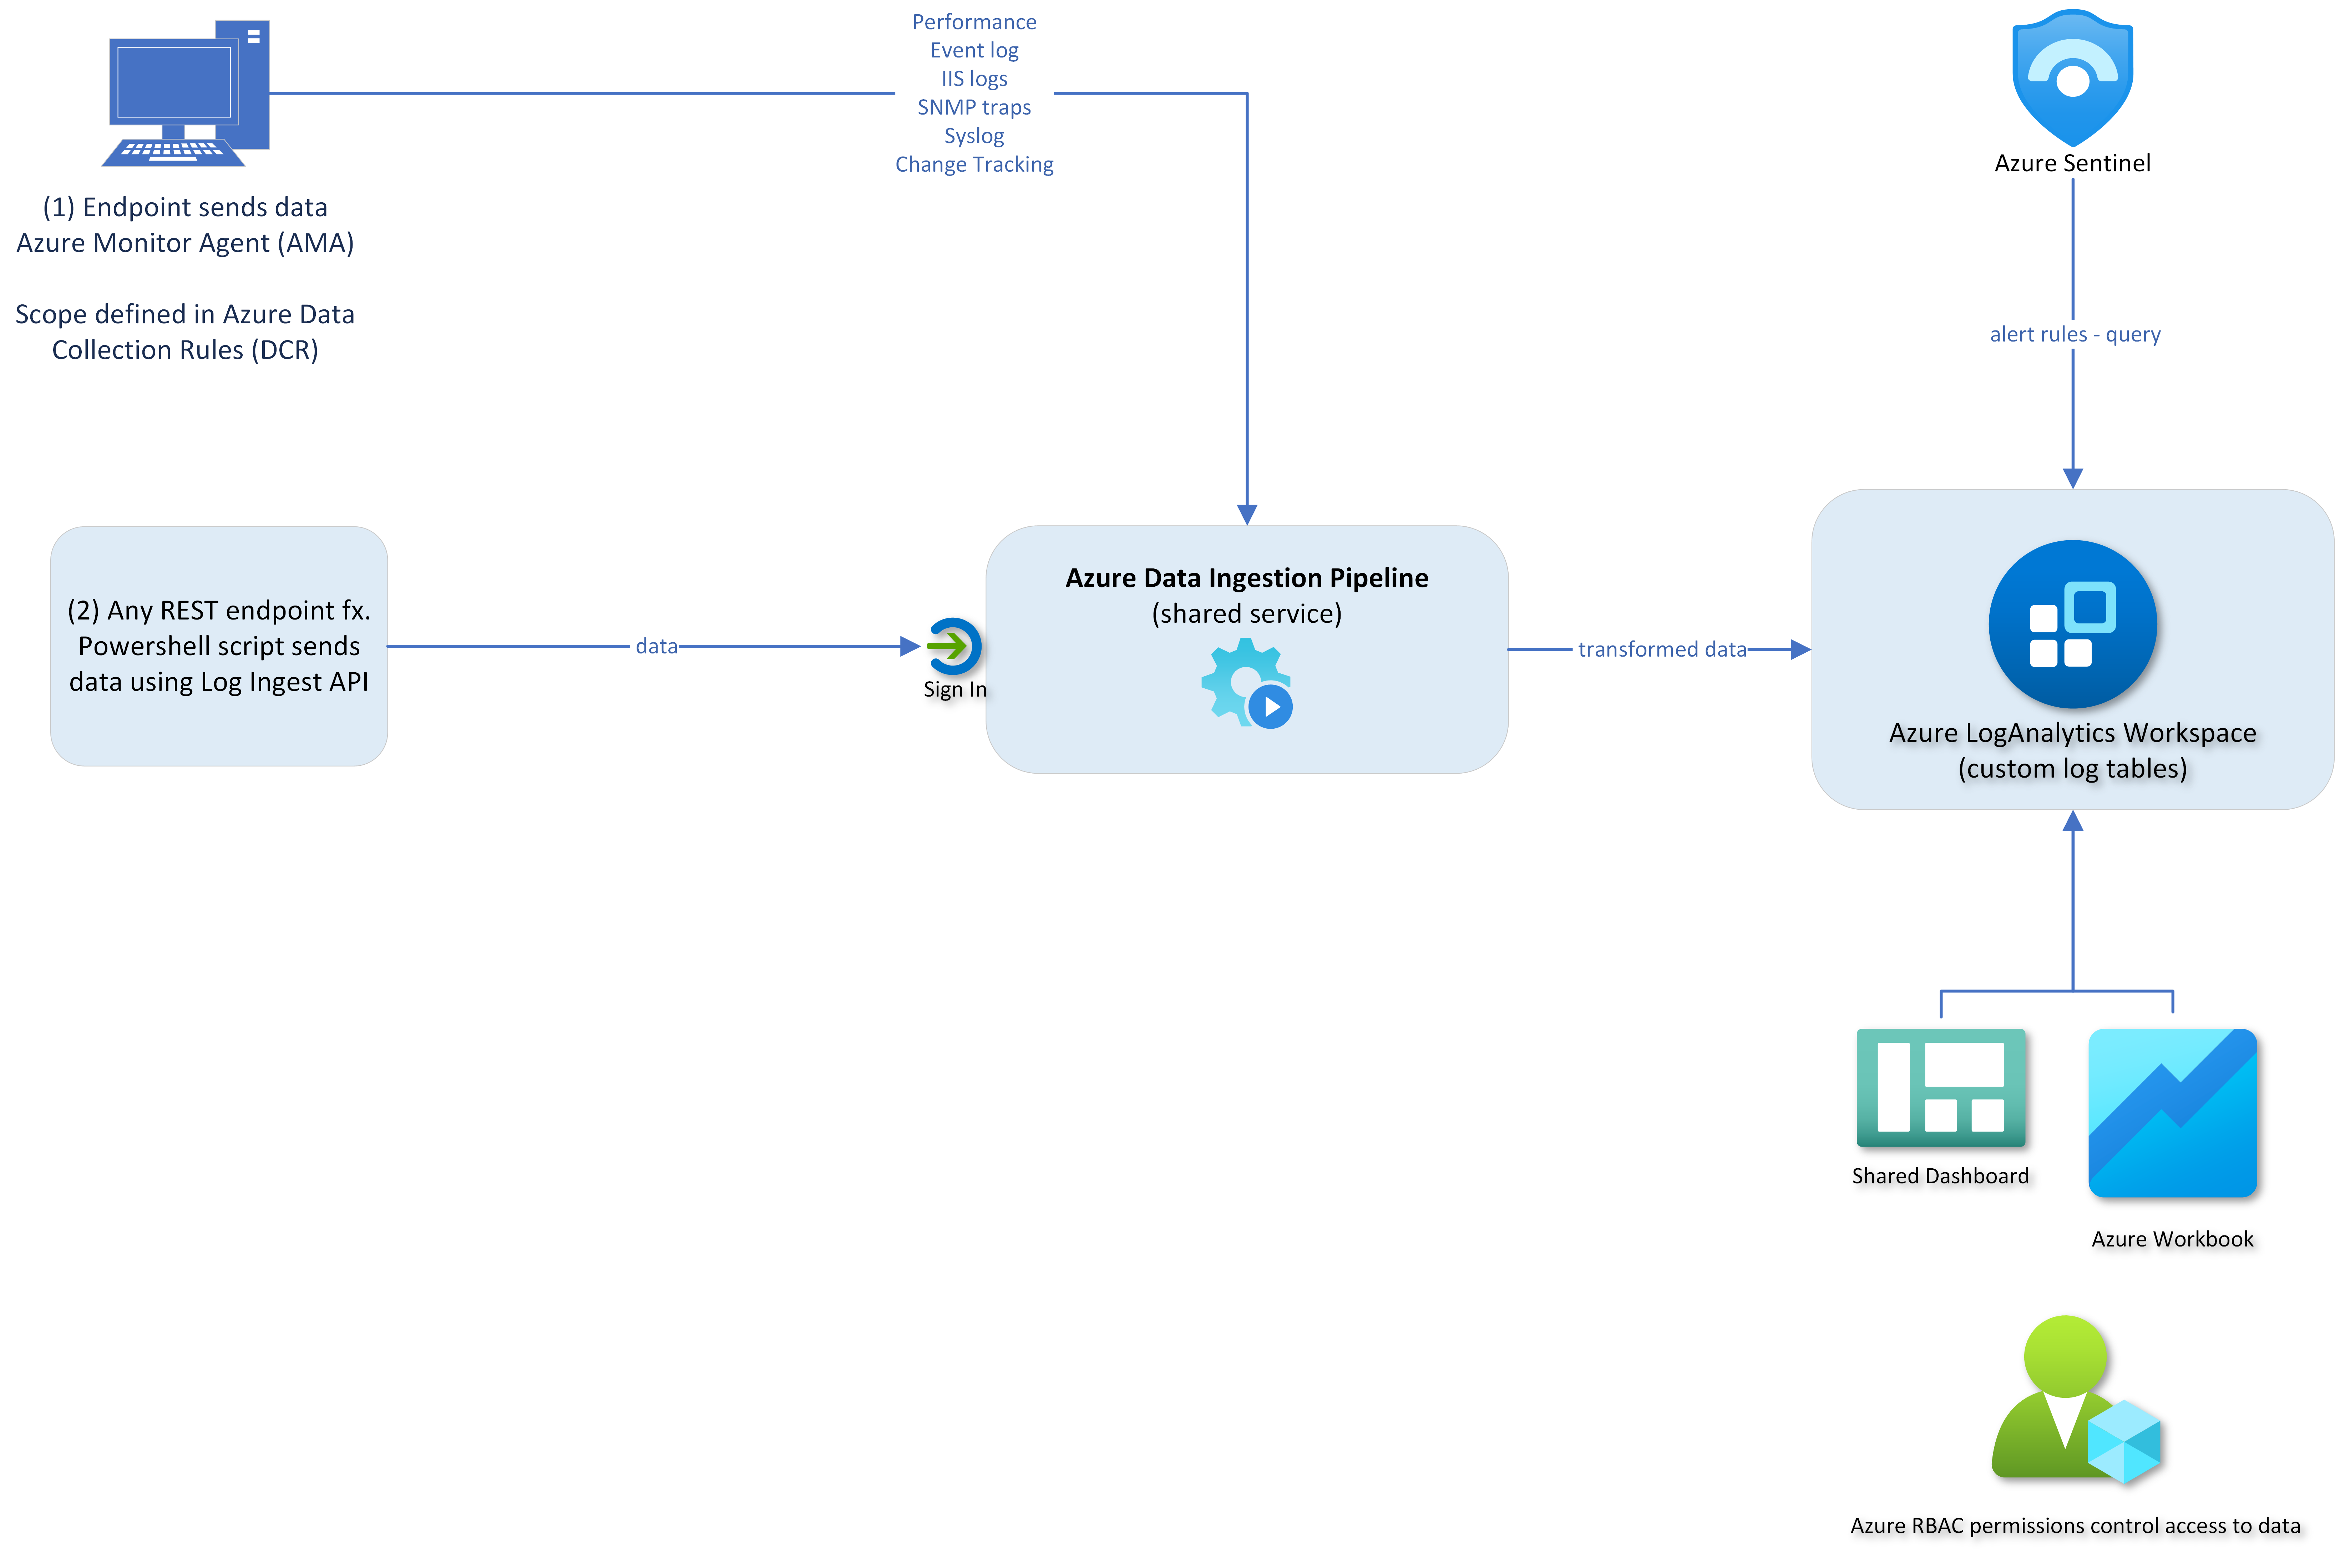 Performance
Event log
IIS logs
SNMP traps
Syslog
Change Tracking
Azure Sentinel
(1) Endpoint sends data
Azure Monitor Agent (AMA)
Scope defined in Azure Data
Collection Rules (DCR)
alert rules - query
(2) Any REST endpoint fx.
Powershell script sends
data using Log Ingest API
data
Sign In
Azure Data Ingestion Pipeline
(shared service)
transformed data
Azure LogAnalytics Workspace
(custom log tables)
Shared Dashboard
Azure Workbook
Azure RBAC permissions control access to data